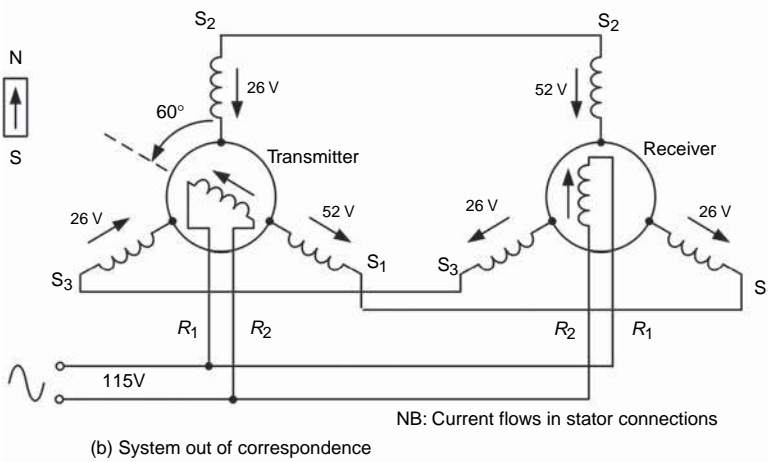 S2
S2
N
26 V
52 V
60°
S
Transmitter
Receiver
26 V
52 V
26 V
26 V
S3
S1
S3
S
R1
R2
R2
R1
115V
NB: Current flows in stator connections
(b) System out of correspondence